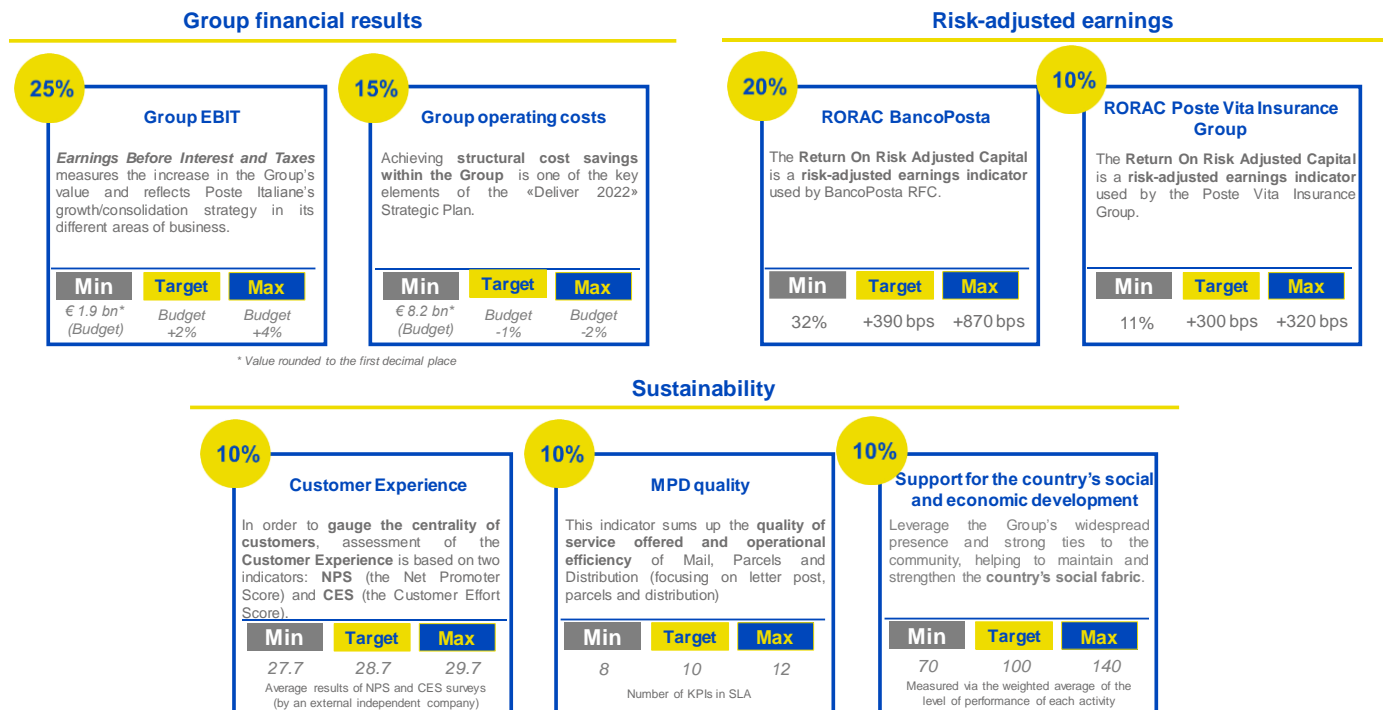 Group financial results
25%
Group EBIT
Earnings Before Interest and Taxes
measures the increase in the Group's
value and reflects Poste Italiane's
growth/consolidation strategy in its
different areas of business.
Min Target Max
€ 1.9 bn* Budget Budget
(Budget) +2% +4%
15%
Group operating costs
Achieving structural cost savings
within the Group is one of the key
elements of the «Deliver 2022»
Strategic Plan.
Min Target Max
€ 8.2 bn* Budget Budget
(Budget) -1% -2%
* Value rounded to the first decimal place
Risk-adjusted earnings
20%
RORAC BancoPosta
The Return On Risk Adjusted Capital
is a risk-adjusted earnings indicator
used by BancoPosta RFC.
Min Target Max
32% +390 bps +870 bps
10%
RORAC Poste Vita Insurance
Group
The Return On Risk Adjusted Capital
is a risk-adjusted earnings indicator
used by the Poste Vita Insurance
Group.
Min Target Max
11% +300 bps +320 bps
Sustainability
10%
Customer Experience
In order to gauge the centrality of
customers, assessment of the
Customer Experience is based on two
indicators: NPS (the Net Promoter
Score) and CES (the Customer Effort
Score).
Min Target Max
27.7 28.7 29.7
Average results of NPS and CES surveys
(by an external independent company)
10%
MPD quality
This indicator sums up the quality of
service offered and operational
efficiency of Mail, Parcels and
Distribution (focusing on letter post,
parcels and distribution)
Min Target Max
8 10 12
Number of KPIs in SLA
10%
Support for the country's social
and economic development
Leverage the Group's widespread
presence and strong ties to the
community, helping to maintain and
strengthen the country's social fabric.
Min Target Max
70 100 140
Measured via the weighted average of the
level of performance of each activity